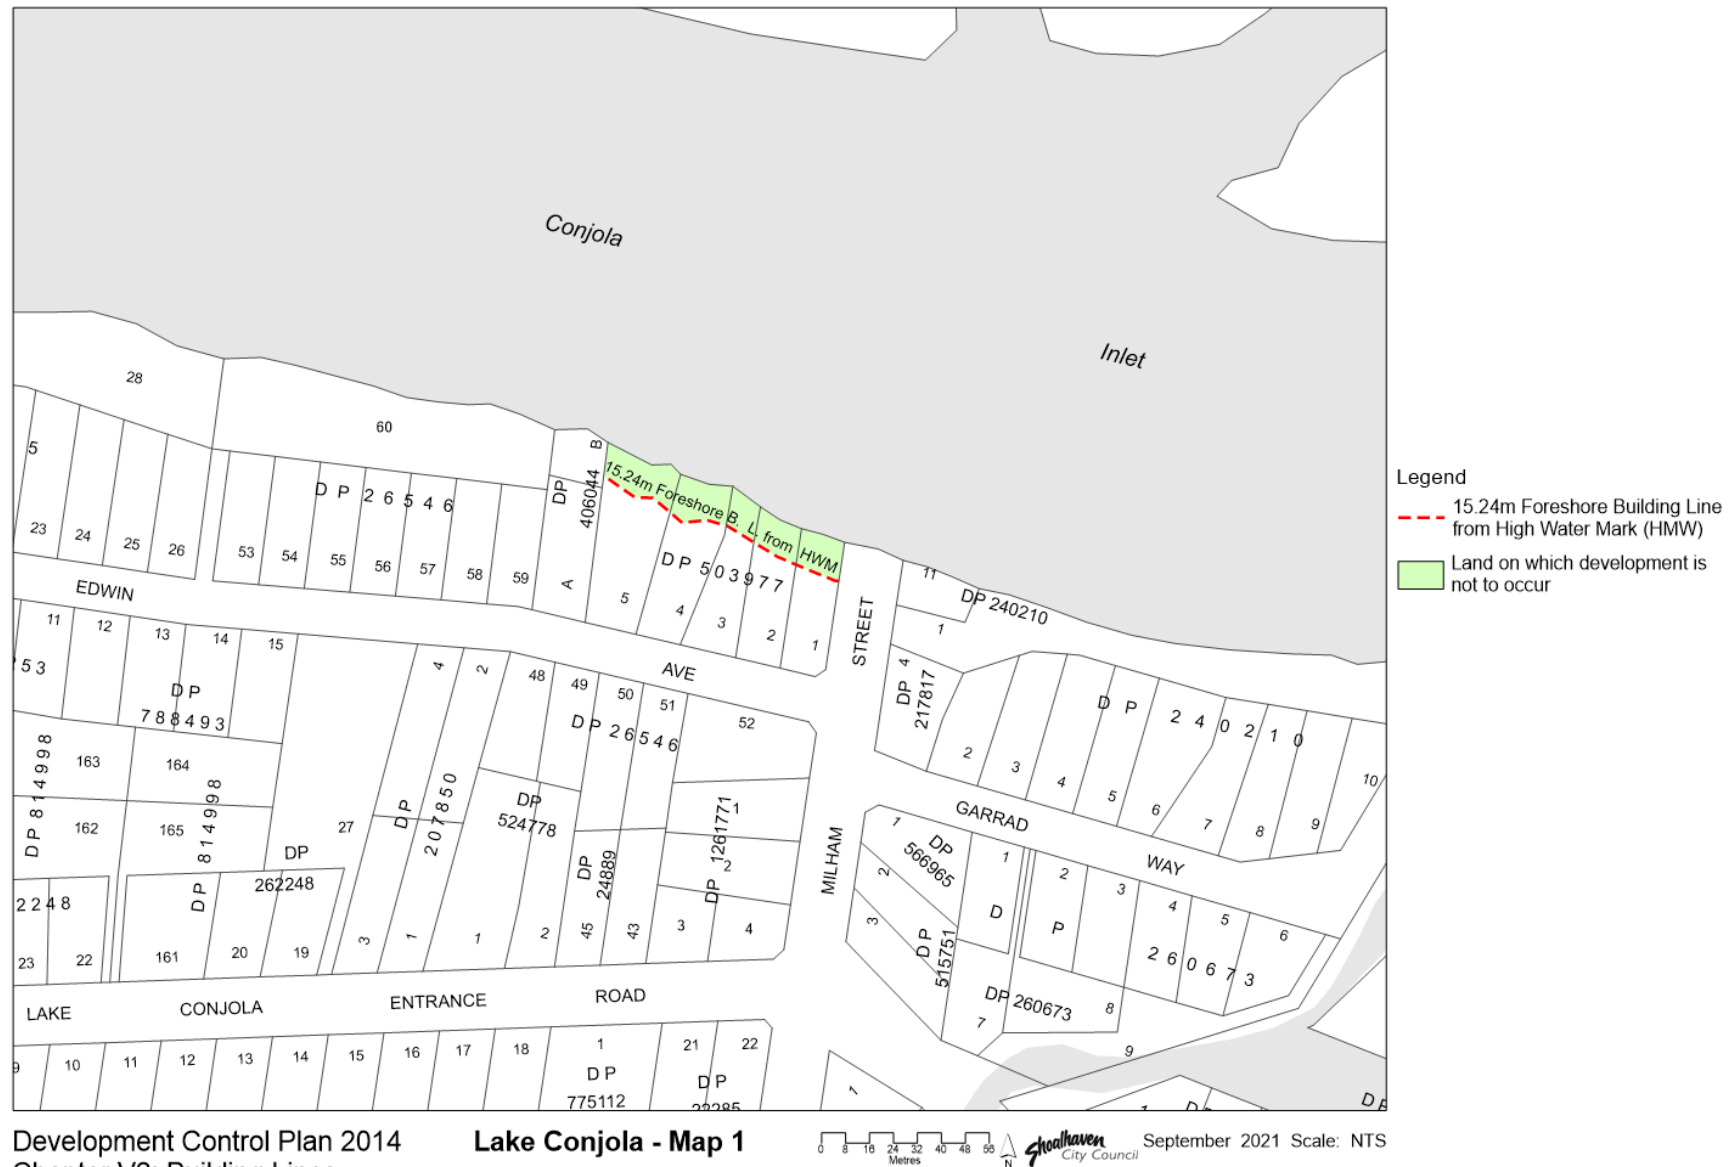 Conjola
Inlet
28
60
B
5
DP 26546
DP
406044
15.24m Foreshore B. L. from HWM
23
24
25
26
53
54
55
56
57
58
59
A
DP 503977
5
4
3
2
1
11
DP 240210
1
EDWIN
AVE
STREET
4
DP
217817
11
12
13
14
15
53
DP
788493
4
2
48
49
50
51
52
DP 26546
DP 240210
2
3
4
5
6
7
8
9
10
163
164
162
165
DP 814998
DP 814998
27
DP
262248
DP
207850
DP
524778
DP
24889
1
2
DP 1261771
GARRAD
WAY
MILHAM
1
DP
566965
2
3
DP
515751
1
D
P
2
3
4
5
6
260673
2248
23
22
161
20
19
3
1
1
2
45
43
3
4
DP 260673
7
8
9
LAKE CONJOLA ENTRANCE ROAD
9
10
11
12
13
14
15
16
17
18
1
DP
775112
21
22
DP
22285
1
1
Legend
15.24m Foreshore Building Line
from High Water Mark (HMW)
Land on which development is
not to occur
Development Control Plan 2014
Lake Conjola - Map 1
0 8 16 24 32 40 48 56
Metres
N
Shoalhaven
City Council
September 2021 Scale: NTS